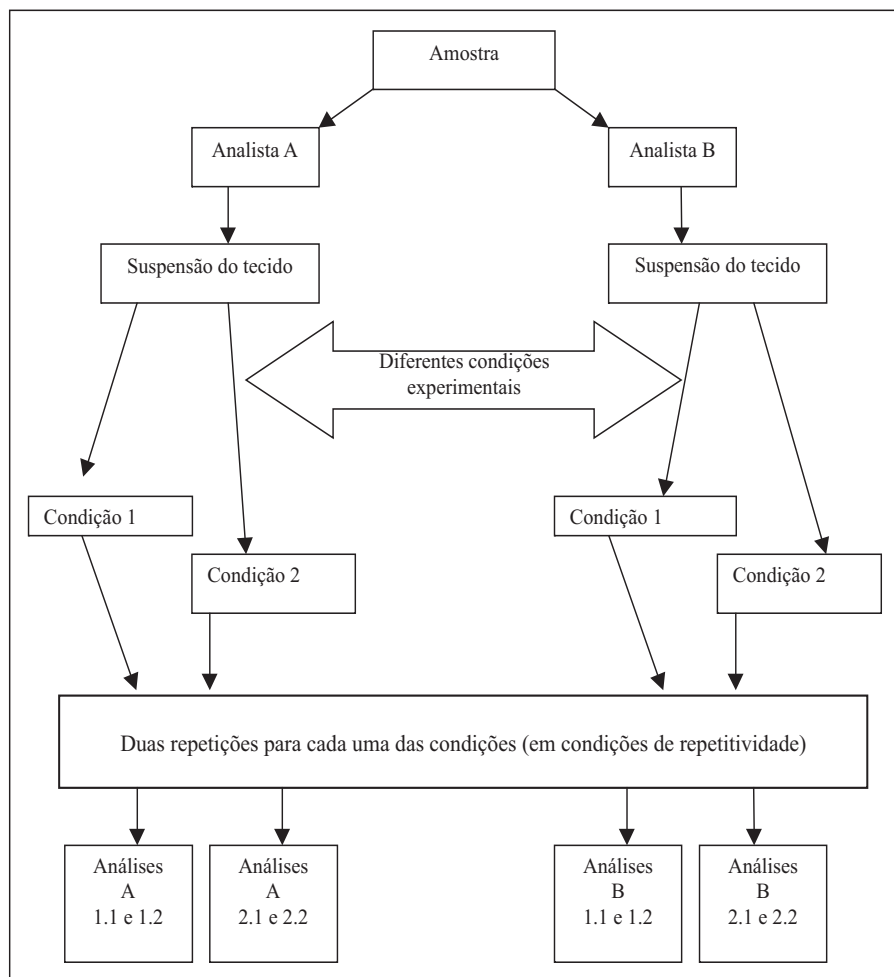 Amostra
Analista A
Analista B
Suspensão do tecido
Suspensão do tecido
Diferentes condições
experimentais
Condição 1
Condição 1
Condição 2
Condição 2
Duas repetições para cada uma das condições (em condições de repetitividade)
Análises
A
1.1 e 1.2
Análises
A
2.1 e 2.2
Análises
B
1.1 e 1.2
Análises
B
2.1 e 2.2